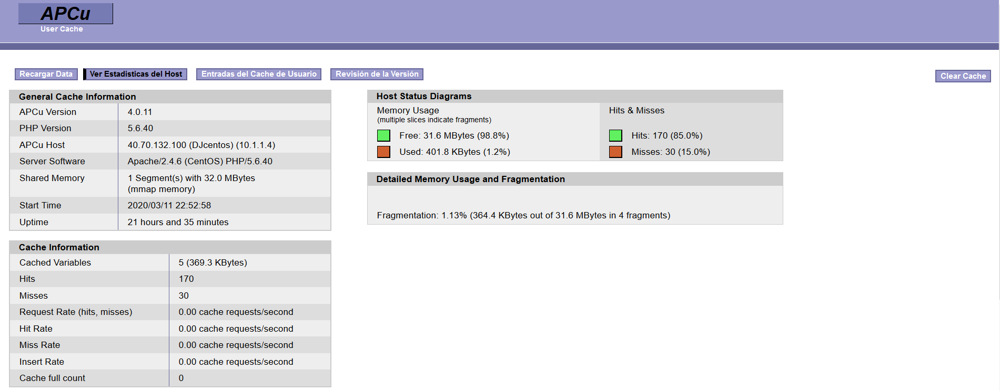 APCu
User Cache
Recargar Data
Ver Estadisticas del Host
Entradas del Cache de Usuario
Revisión de la Versión
Clear Cache
General Cache Information
APCu Version 4.0.11
PHP Version 5.6.40
APCu Host 40.70.132.100 (DJcentos) (10.1.1.4)
Server Software Apache/2.4.6 (CentOS) PHP/5.6.40
Shared Memory 1 Segment(s) with 32.0 MBytes
(mmap memory)
Start Time 2020/03/11 22:52:58
Uptime 21 hours and 35 minutes
Cache Information
Cached Variables 5 (369.3 KBytes)
Hits 170
Misses 30
Request Rate (hits, misses) 0.00 cache requests/second
Hit Rate 0.00 cache requests/second
Miss Rate 0.00 cache requests/second
Insert Rate 0.00 cache requests/second
Cache full count 0
Host Status Diagrams
Memory Usage
(multiple slices indicate fragments)
Free: 31.6 MBytes (98.8%)
Used: 401.8 KBytes (1.2%)
Hits & Misses
Hits: 170 (85.0%)
Misses: 30 (15.0%)
Detailed Memory Usage and Fragmentation
Fragmentation: 1.13% (364.4 KBytes out of 31.6 MBytes in 4 fragments)